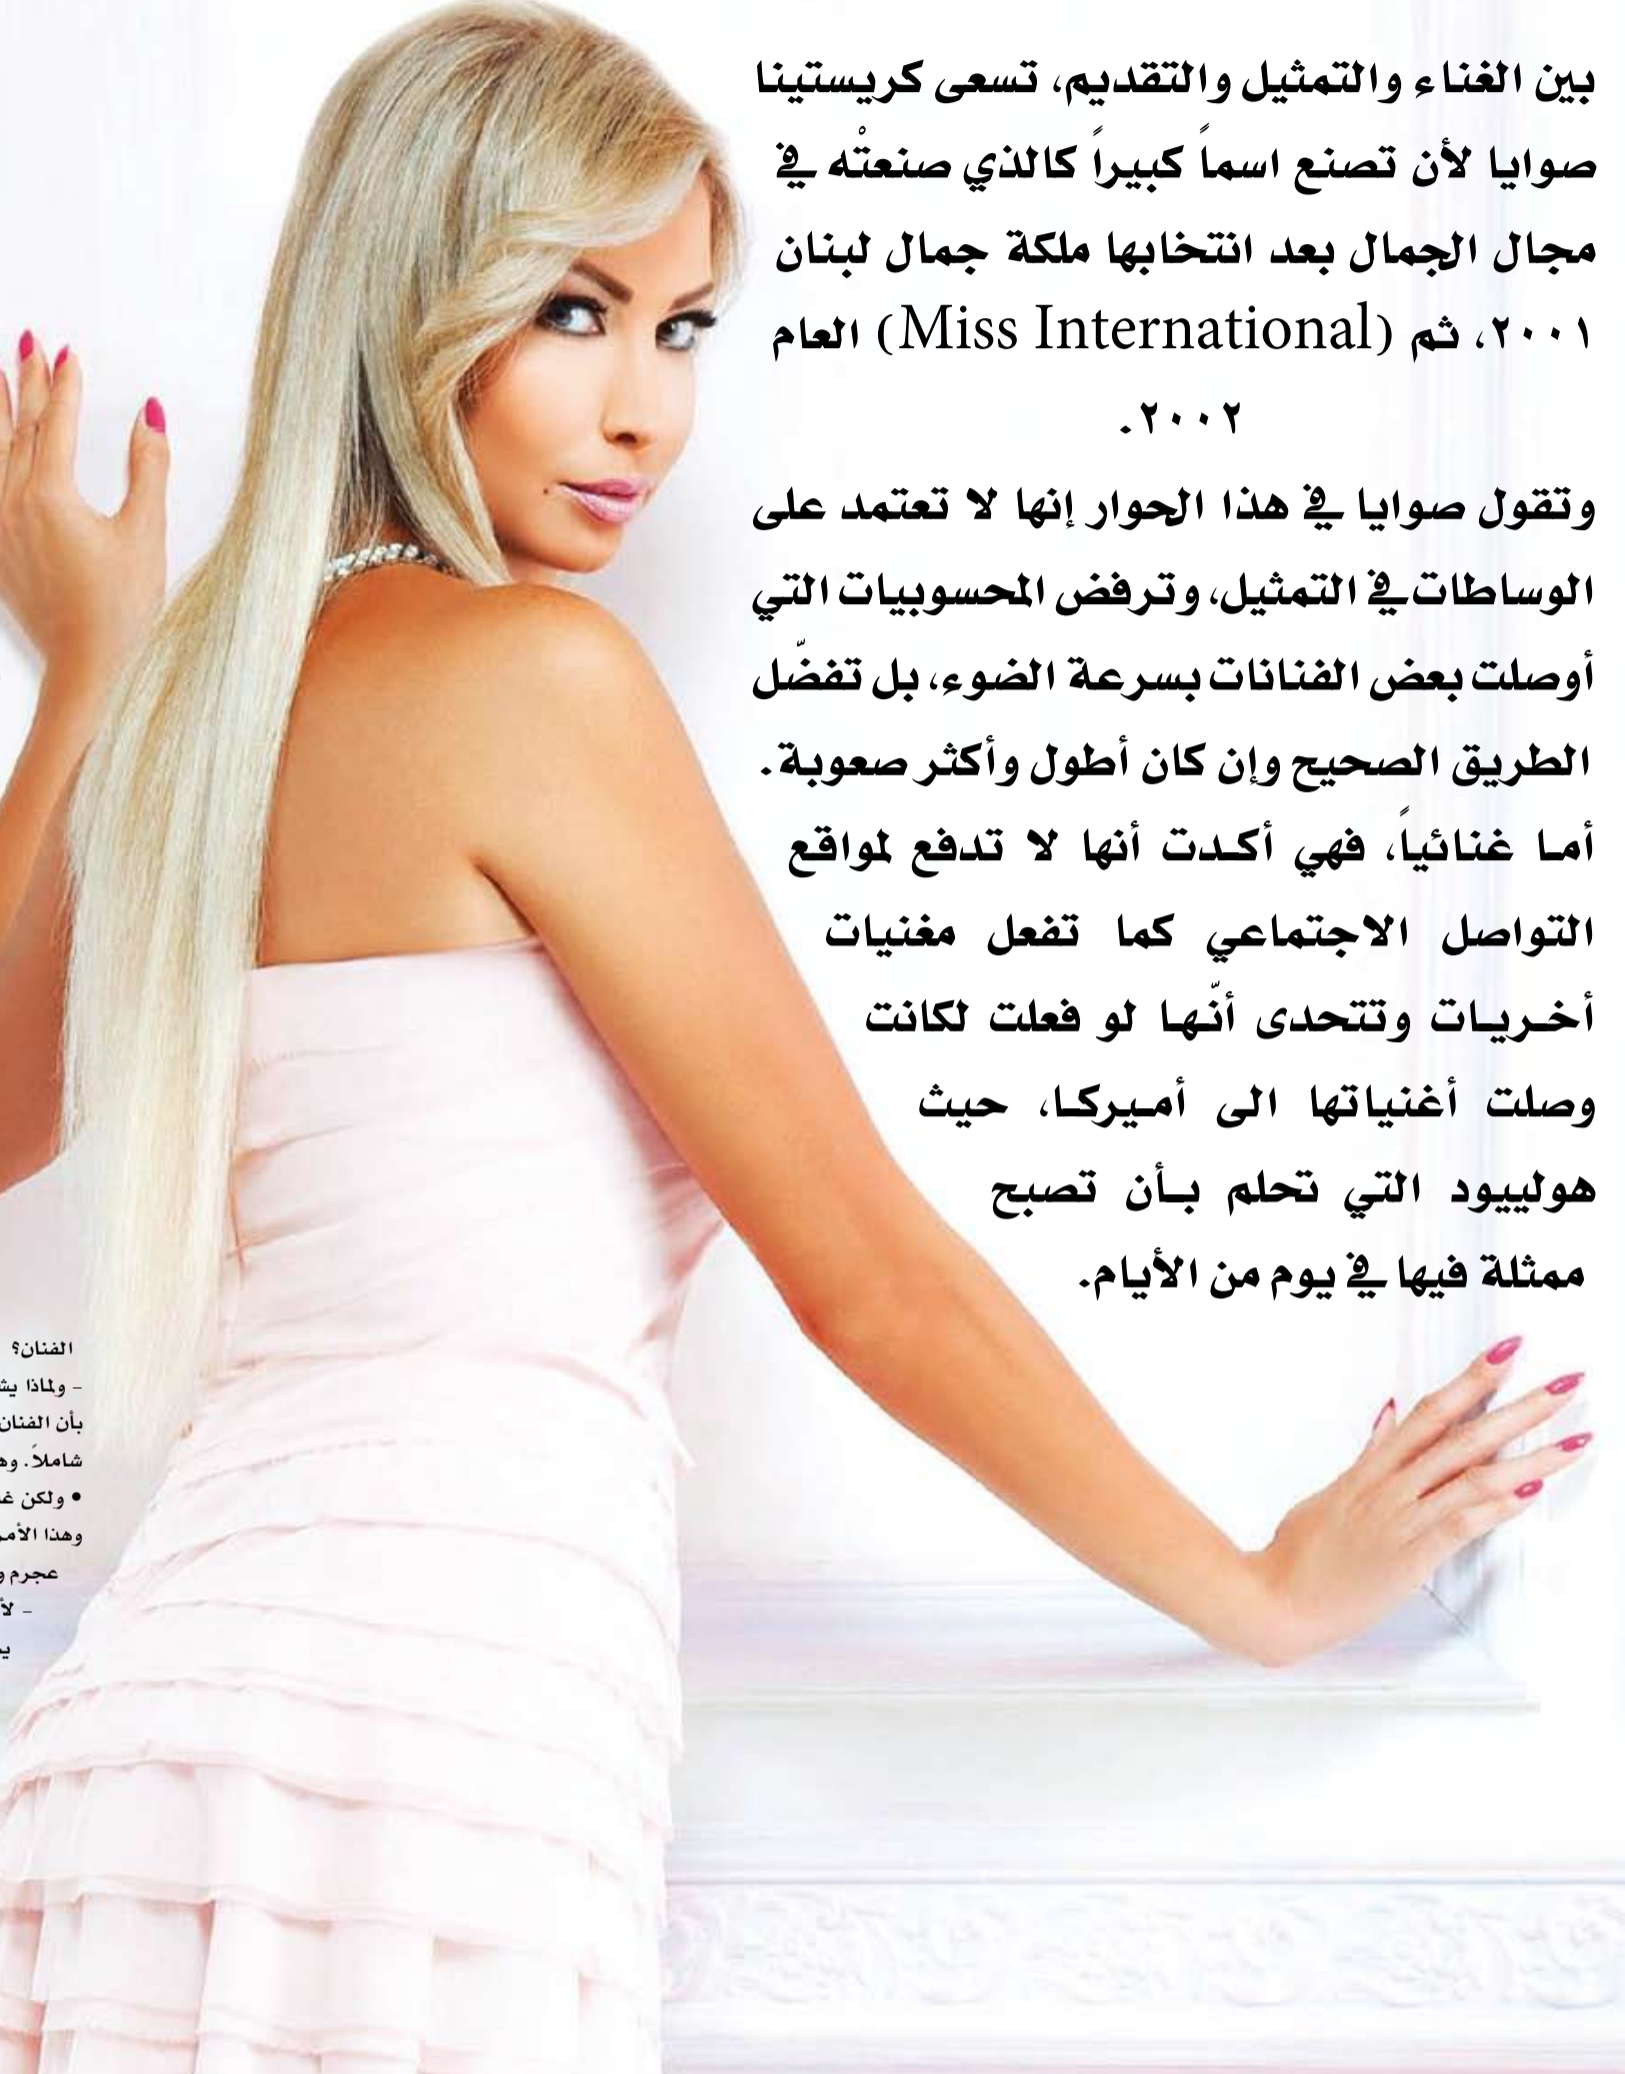 بين الغناء والتمثيل والتقديم، تسعى كريستينا
صوايا لأن تصنع اسماً كبيراً كالذي صنعتْه في
مجال الجمال بعد انتخابها ملكة جمال لبنان
٢٠٠١، ثم (Miss International) العام
٢٠٠٢.
وتقول صوايا في هذا الحوار إنها لا تعتمد على
الوساطات في التمثيل، وترفض المحسوبيات التي
أوصلت بعض الفنانات بسرعة الضوء، بل تفضّل
الطريق الصحيح وإن كان أطول وأكثر صعوبة.
أما غنائياً، فهي أكدت أنها لا تدفع لمواقع
التواصل الاجتماعي كما تفعل مغنيات
أخريات وتتحدى أنّها لو فعلت لكانت
وصلت أغنياتها الى أميركا، حيث
هولييود التي تحلم بأن تصبح
ممثلة فيها في يوم من الأيام.
الفنان؟
- ولماذا
بأن الفنان
شاملاً.
• ولكن
وهذا الأمر
عجرم
-